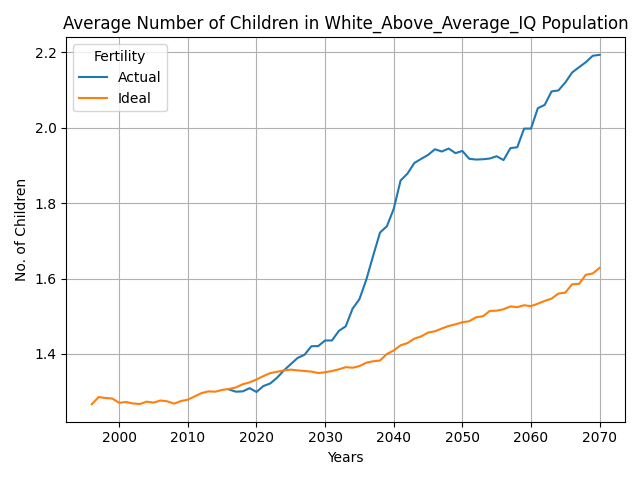 Average Number of Children in White_Above_Average_IQ Population
Fertility
Actual
Ideal
2.2
2.0
1.8
1.6
1.4
No. of Children
2000 2010 2020 2030 2040 2050 2060 2070
Years